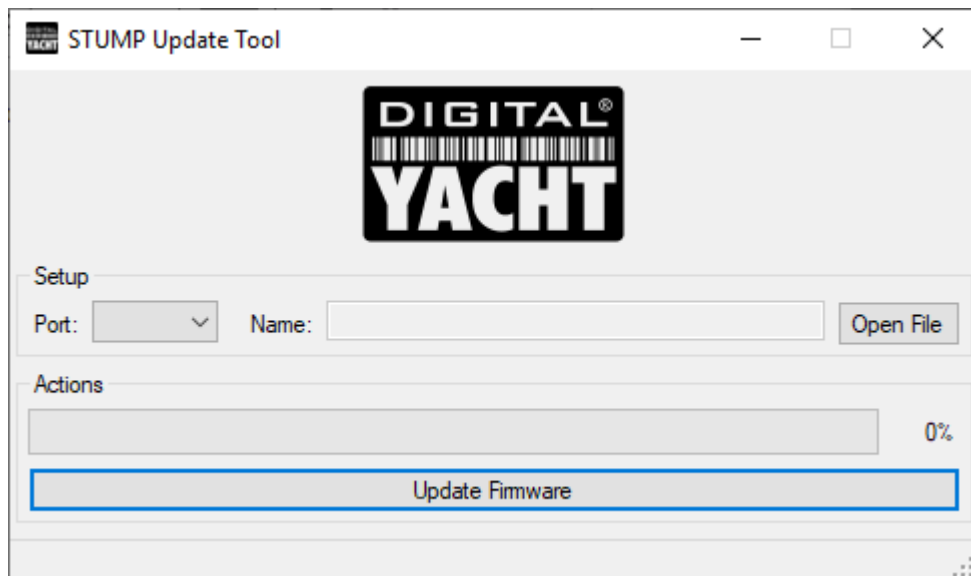 STUMP Update Tool
DIGITAL®
YACHT
Setup
Port: Name: Open File
Actions
0%
Update Firmware